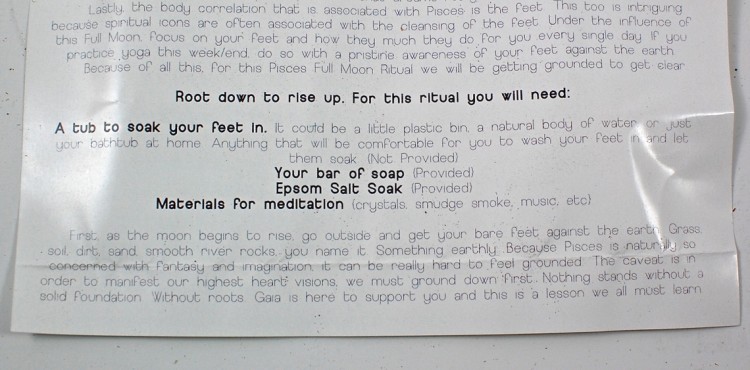 Lastly, the body correlation that is associated with Pisces is the feet. This too is intriguing
because spiritual icons are often associated with the cleansing of the feet. Under the influence of
this Full Moon, focus on your feet and how they much they do for you every single day. If you
practice yoga this week/end, do so with a pristine awareness of your feet against the earth.
Because of all this, for this Pisces Full Moon Ritual we will be getting grounded to get clear.
Root down to rise up. For this ritual you will need:
A tub to soak your feet in. It could be a little plastic bin, a natural body of water, or just
your bathtub at home. Anything that will be comfortable for you to wash your feet in and let
them soak. (Not Provided)
Your bar of soap (Provided)
Epsom Salt Soak (Provided)
Materials for meditation (crystals, smudge smoke, music, etc)
First, as the moon begins to rise, go outside and get your bare feet against the earth. Grass,
soil, dirt, sand, smooth river rocks, you name it. Something earthly. Because Pisces is naturally so
concerned with fantasy and imagination, it can be really hard to feel grounded. The caveat is in
order to manifest our highest heart visions, we must ground down first. Nothing stands without a
solid foundation. Without roots. Gaia is here to support you and this is a lesson we all must learn.